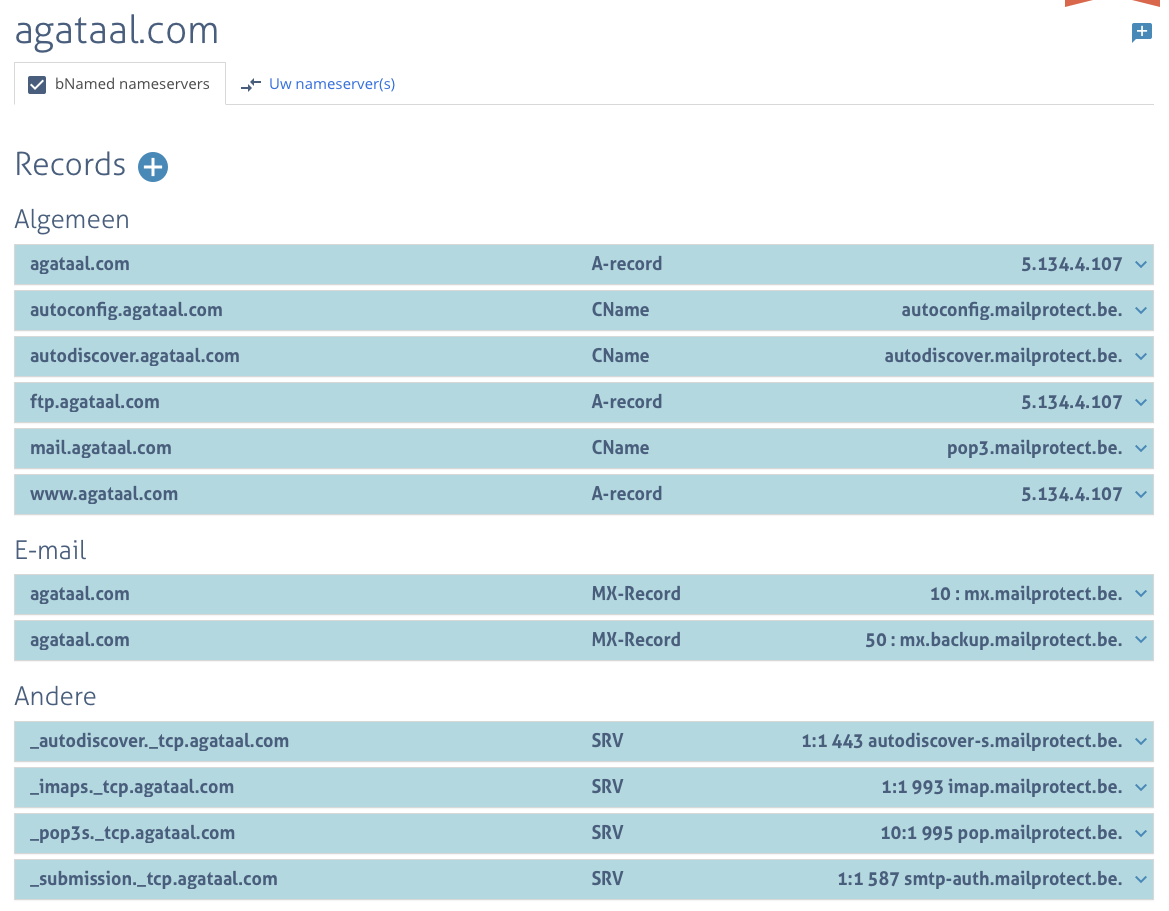 agataal.com
bNamed nameservers Uw nameserver(s)
Records
Algemeen
agataal.com A-record 5.134.4.107
autoconfig.agataal.com CName autoconfig.mailprotect.be.
autodiscover.agataal.com CName autodiscover.mailprotect.be.
ftp.agataal.com A-record 5.134.4.107
mail.agataal.com CName pop3.mailprotect.be.
www.agataal.com A-record 5.134.4.107
E-mail
agataal.com MX-Record 10 : mx.mailprotect.be.
agataal.com MX-Record 50 : mx.backup.mailprotect.be.
Andere
_autodiscover._tcp.agataal.com SRV 1:1 443 autodiscover-s.mailprotect.be.
_imaps._tcp.agataal.com SRV 1:1 993 imap.mailprotect.be.
_pop3s._tcp.agataal.com SRV 10:1 995 pop.mailprotect.be.
_submission._tcp.agataal.com SRV 1:1 587 smtp-auth.mailprotect.be.